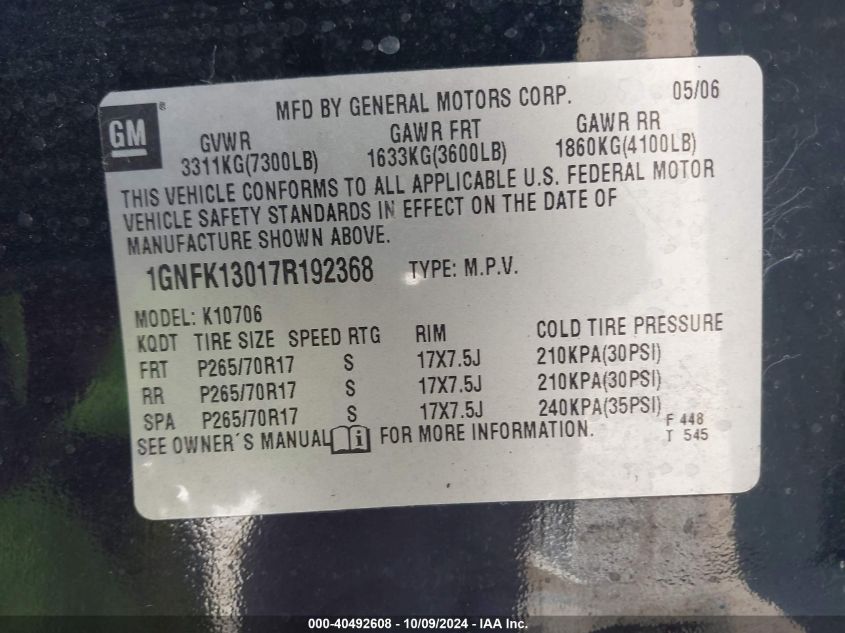 GM ®
MFD BY GENERAL MOTORS CORP. 05/06
GVWR GAWR FRT GAWR RR
3311KG(7300LB) 1633KG(3600LB) 1860KG(4100LB)
THIS VEHICLE CONFORMS TO ALL APPLICABLE U.S. FEDERAL MOTOR
VEHICLE SAFETY STANDARDS IN EFFECT ON THE DATE OF
MANUFACTURE SHOWN ABOVE.
1GNFK13017R192368 TYPE: M.P.V.
MODEL: K10706
KQDT TIRE SIZE SPEED RTG RIM COLD TIRE PRESSURE
FRT P265/70R17 S 17X7.5J 210KPA(30PSI)
RR P265/70R17 S 17X7.5J 210KPA(30PSI)
SPA P265/70R17 S 17X7.5J 240KPA(35PSI)
SEE OWNER´S MANUAL i FOR MORE INFORMATION.
F 448
T 545
000-40492608 - 10/09/2024 - IAA Inc.